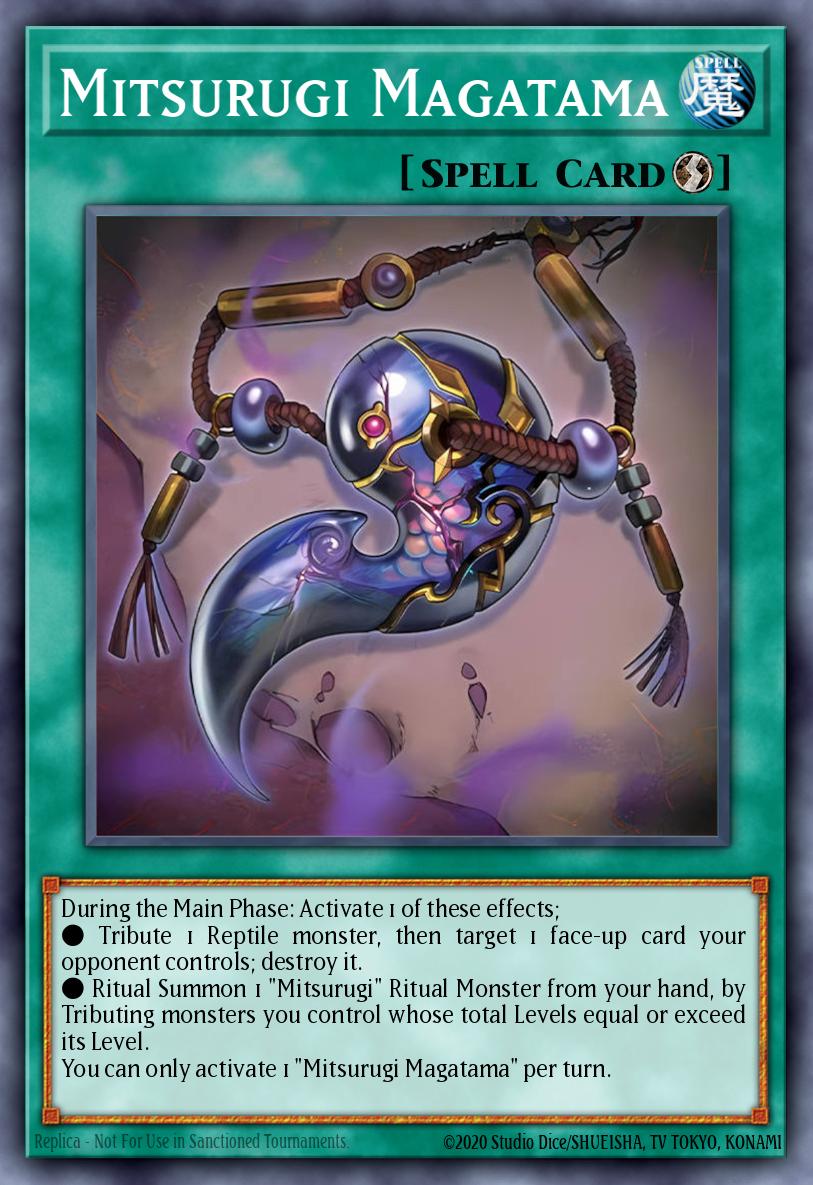 MITSURUGI MAGATAMA
SPELL
魔
[SPELL CARD]
During the Main Phase: Activate 1 of these effects;
● Tribute 1 Reptile monster, then target 1 face-up card your
opponent controls; destroy it.
● Ritual Summon 1 "Mitsurugi" Ritual Monster from your hand, by
Tributing monsters you control whose total Levels equal or exceed
its Level.
You can only activate 1 "Mitsurugi Magatama" per turn.
Replica - Not For Use in Sanctioned Tournaments.
©2020 Studio Dice/SHUEISHA, TV TOKYO, KONAMI